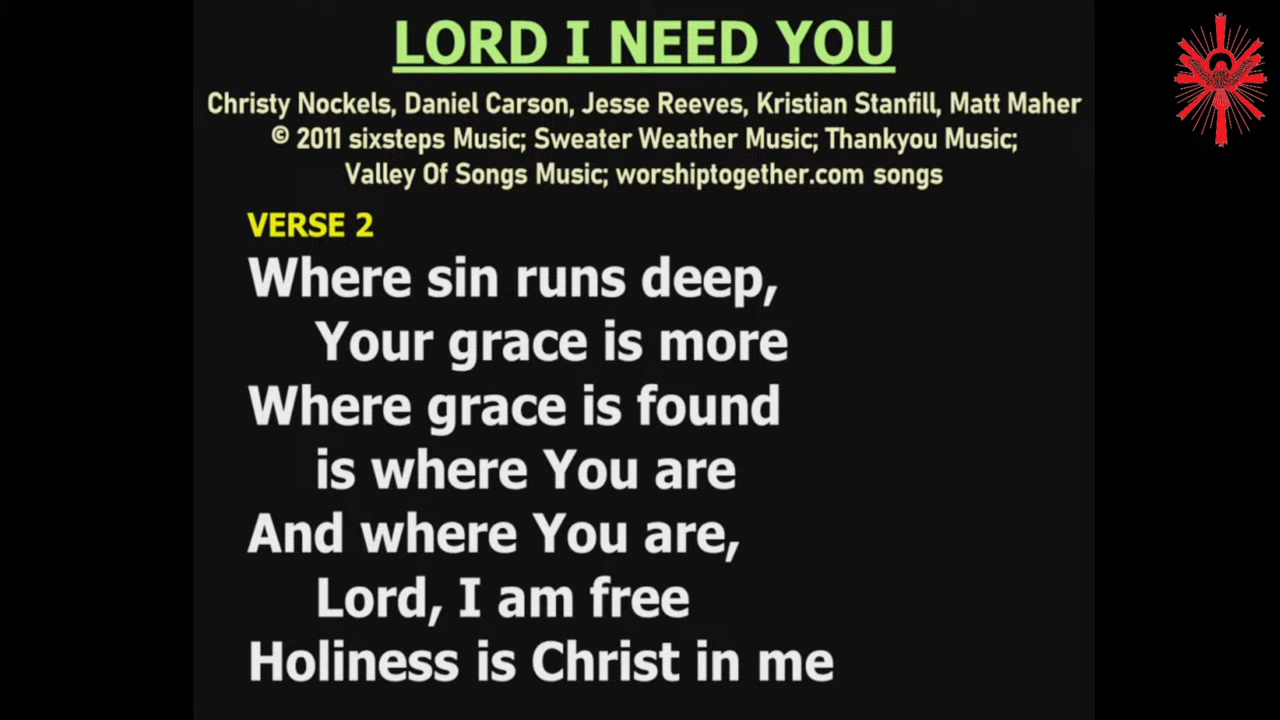 LORD I NEED YOU
Christy Nockels, Daniel Carson, Jesse Reeves, Kristian Stanfill, Matt Maher
© 2011 sixsteps Music; Sweater Weather Music; Thankyou Music;
Valley Of Songs Music; worshiptogether.com songs
VERSE 2
Where sin runs deep,
Your grace is more
Where grace is found
is where You are
And where You are,
Lord, I am free
Holiness is Christ in me